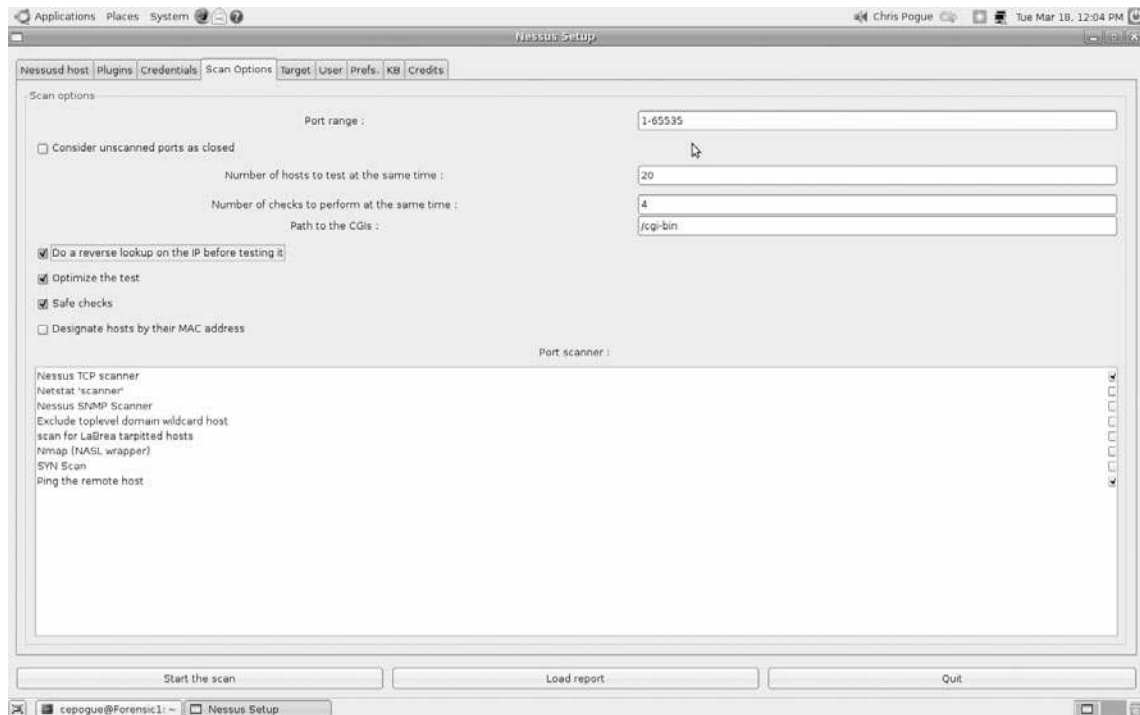 Applications Places System Chris Pogue Tue Mar 18, 12:04 PM
Nessus Setup
Nessusd host Plugins Credentials Scan Options Target User Prefs. KB Credits
Scan options
Port range : 1-65535
Consider unscanned ports as closed
Number of hosts to test at the same time : 20
Number of checks to perform at the same time : 4
Path to the CGIs : /cgi-bin
Do a reverse lookup on the IP before testing it
Optimize the test
Safe checks
Designate hosts by their MAC address
Port scanner :
Nessus TCP scanner
Netstat 'scanner'
Nessus SNMP Scanner
Exclude toplevel domain wildcard host
scan for LaBrea tarpitted hosts
Nmap (NASL wrapper)
SYN Scan
Ping the remote host
Start the scan Load report Quit
cepogue@Forensic1: ~ Nessus Setup